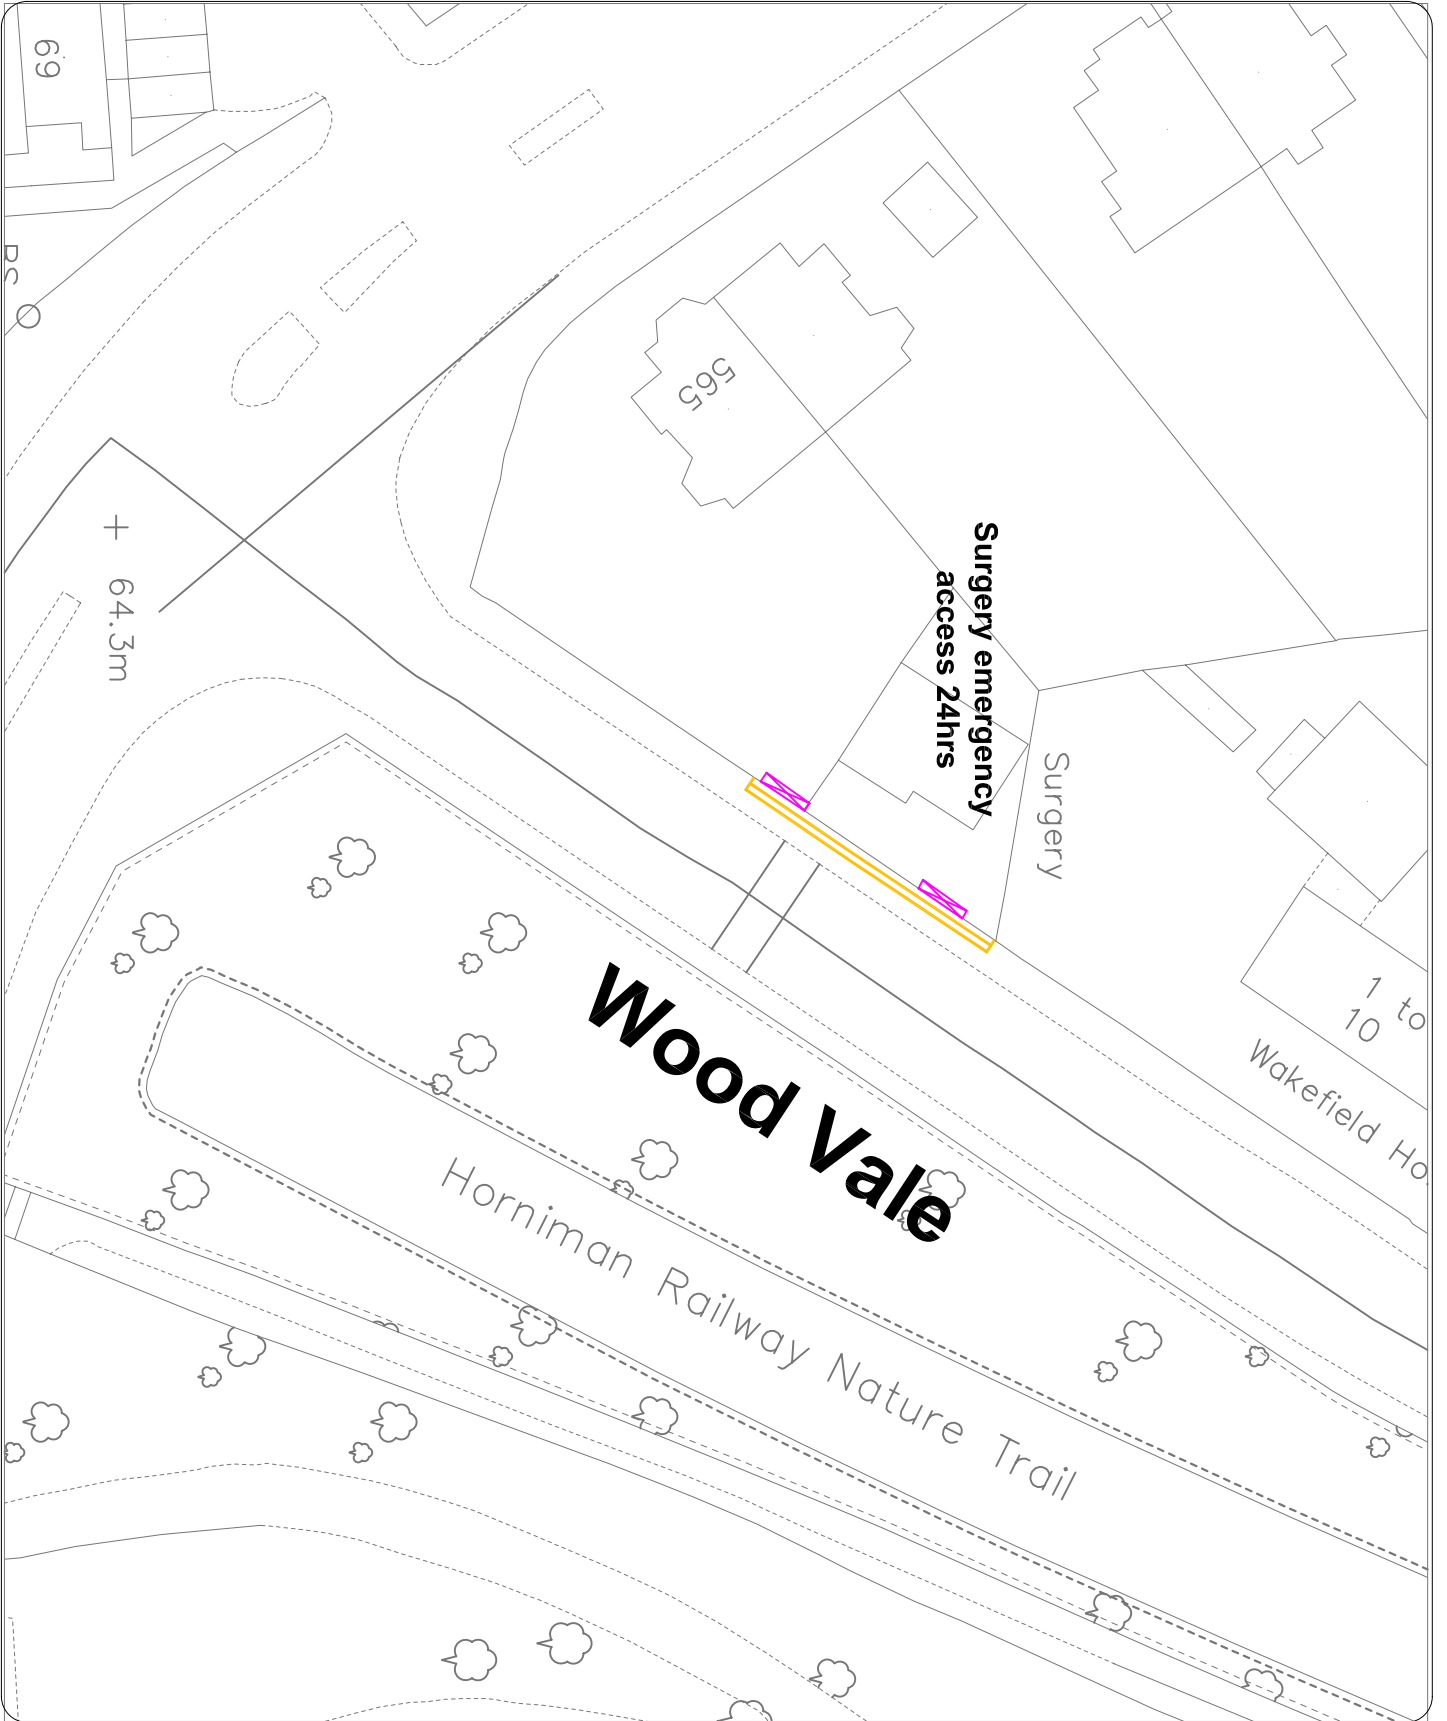 69
565
64.3m
Surgery emergency
access 24hrs
Surgery
1 to
10
Wakefield Ho
Wood Vale
Horniman Railway Nature Trail